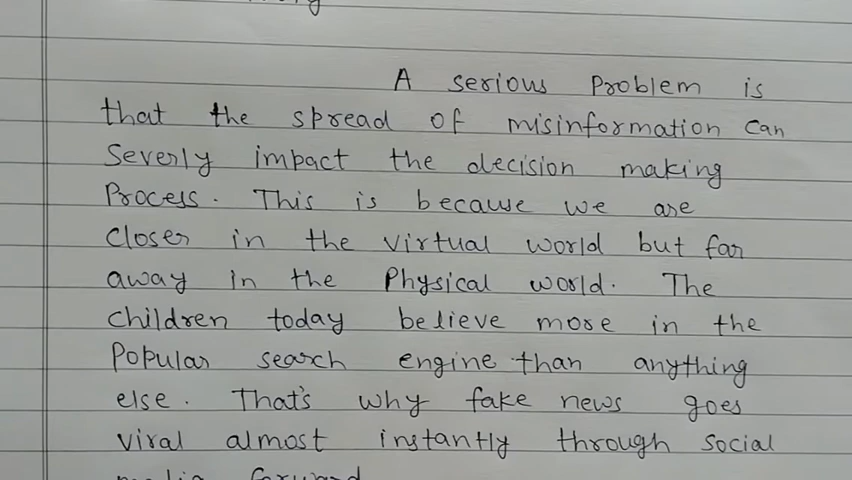 A serious Problem is
that the spread of misinformation can
Severly impact the decision making
Process. This is because we are
closer in the virtual world but far
away in the Physical world. The
children today believe more in the
Popular search engine than anything
else. That's why fake news goes
viral almost instantly through social
media forward